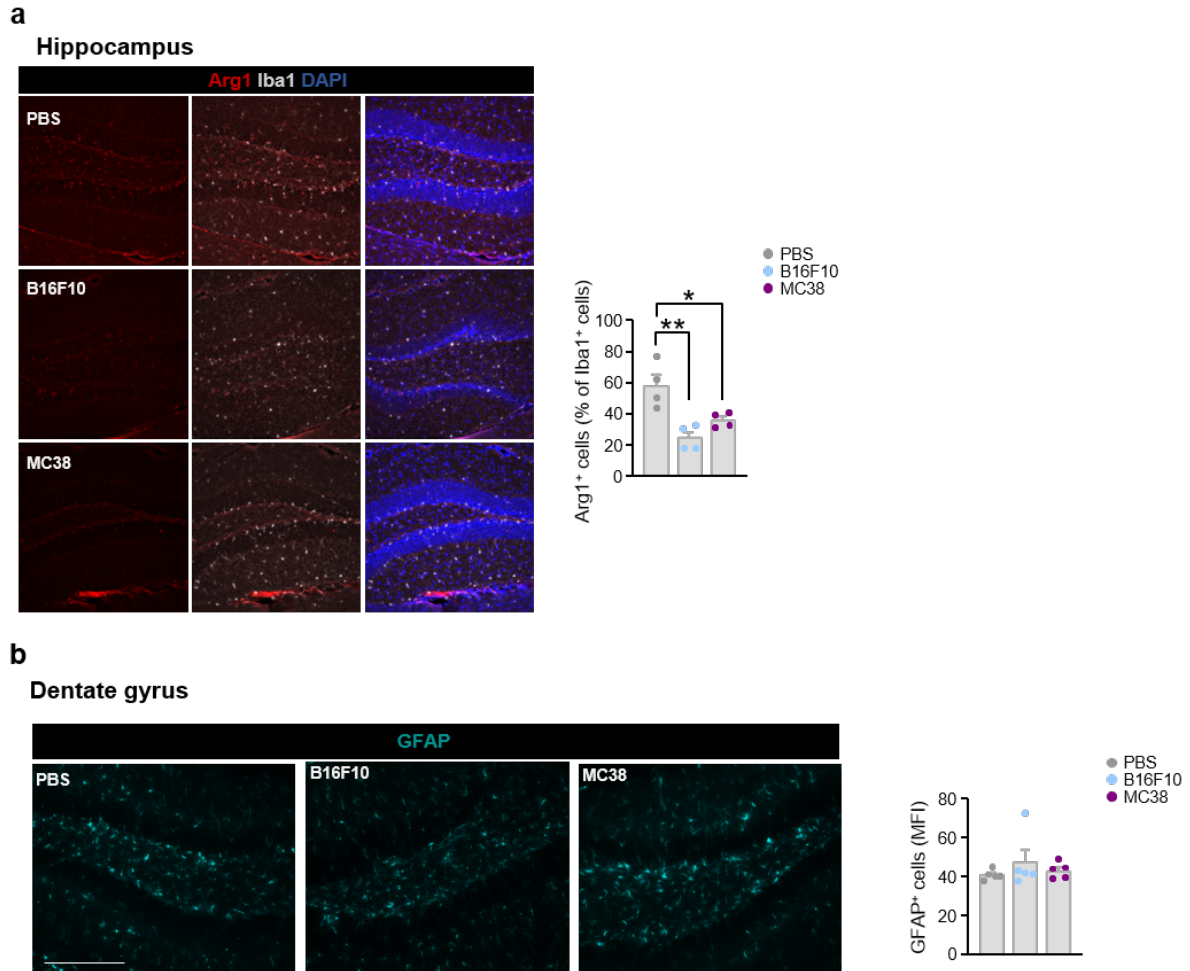 a
Hippocampus
Arg1 Iba1 DAPI
PBS
B16F10
MC38
PBS
B16F10
MC38
Arg1⁺ cells (% of Iba1⁺ cells)
100
80
60
40
20
0
*
**
b
Dentate gyrus
GFAP
PBS
B16F10
MC38
PBS
B16F10
MC38
GFAP⁺ cells (MFI)
80
60
40
20
0